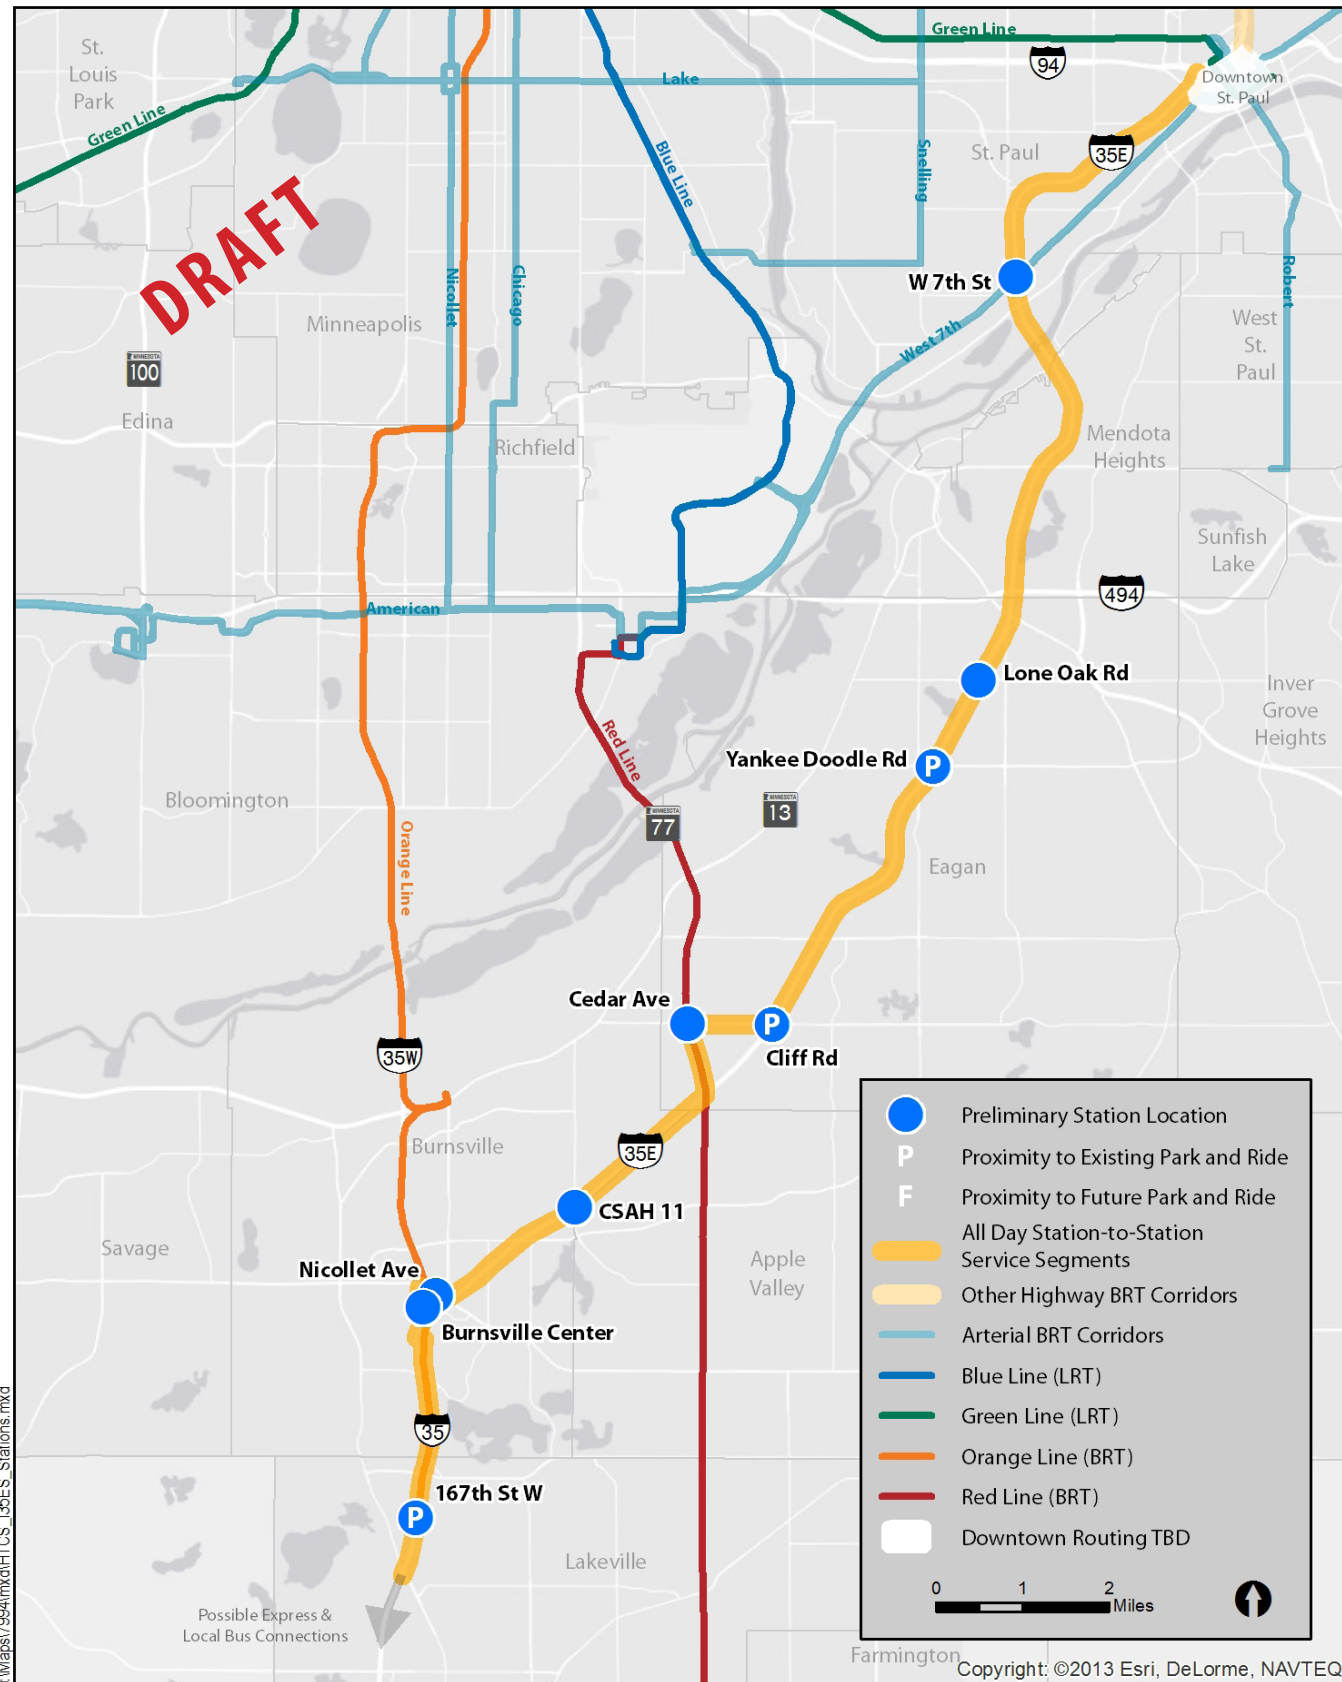 St.
Louis
Park
Green Line
Green Line
94
Downtown
St. Paul
Lake
Blue Line
Snelling
St. Paul
35E
DRAFT
Nicollet
Chicago
W 7th St
Robert
Minneapolis
West 7th
West
St.
Paul
MINNESOTA
100
Edina
Richfield
Mendota
Heights
Sunfish
Lake
494
American
Lone Oak Rd
Inver
Grove
Heights
Red Line
Yankee Doodle Rd
Bloomington
MINNESOTA
77
MINNESOTA
13
Orange Line
Eagan
Cedar Ave
P
P
Cliff Rd
35W
Burnsville
35E
CSAH 11
Savage
Apple
Valley
Nicollet Ave
Burnsville Center
35
167th St W
P
Lakeville
Possible Express &
Local Bus Connections
Farmington
Preliminary Station Location
P Proximity to Existing Park and Ride
F Proximity to Future Park and Ride
All Day Station-to-Station
Service Segments
Other Highway BRT Corridors
Arterial BRT Corridors
Blue Line (LRT)
Green Line (LRT)
Orange Line (BRT)
Red Line (BRT)
Downtown Routing TBD
0 1 2
Miles
Copyright: ©2013 Esri, DeLorme, NAVTEQ